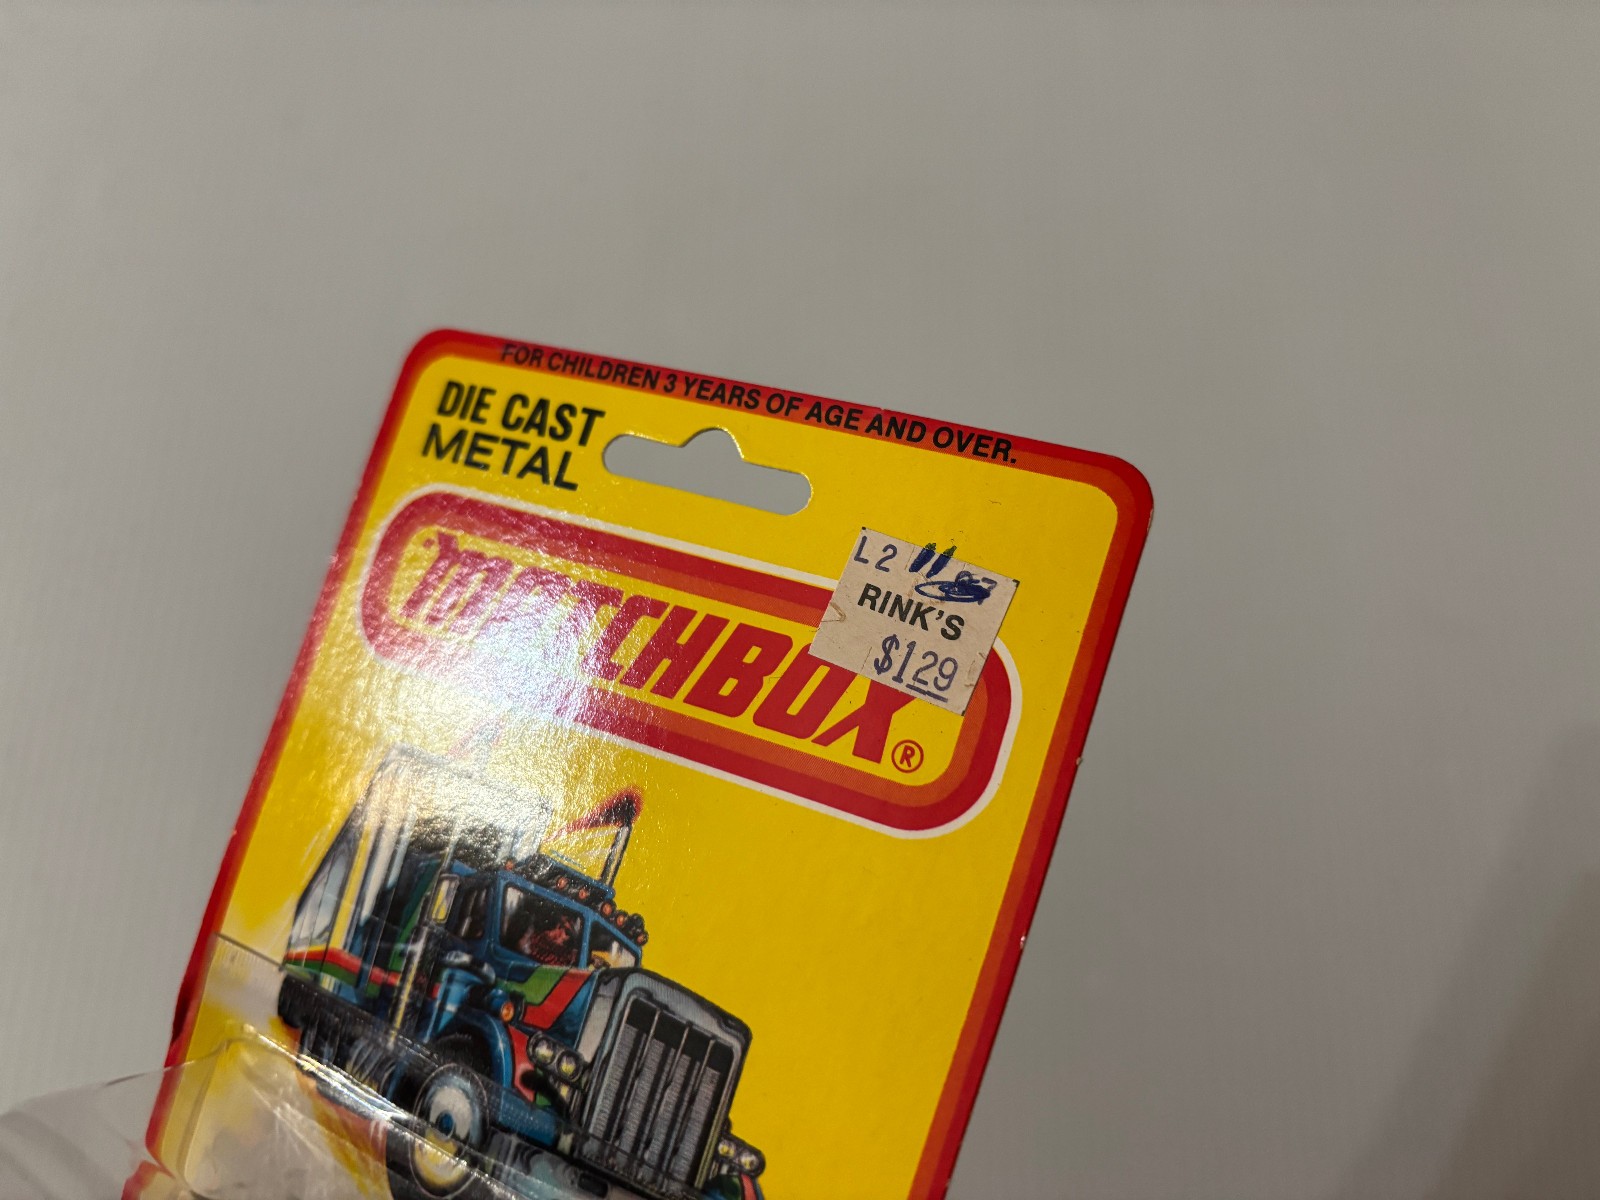 FOR CHILDREN 3 YEARS OF AGE AND OVER.
DIE CAST
METAL
L2
RINK'S
$1.29
MATCHBOX®